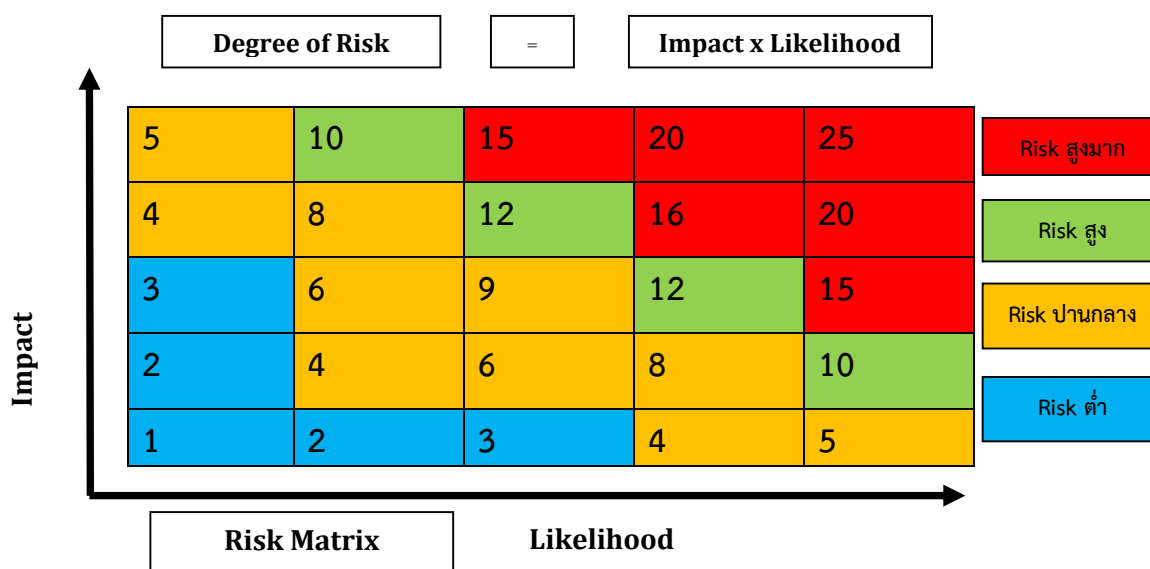 Degree of Risk = Impact x Likelihood
5 10 15 20 25 Risk สูงมาก
4 8 12 16 20 Risk สูง
3 6 9 12 15 Risk ปานกลาง
2 4 6 8 10 Risk ต่ำ
1 2 3 4 5
Impact
Risk Matrix Likelihood